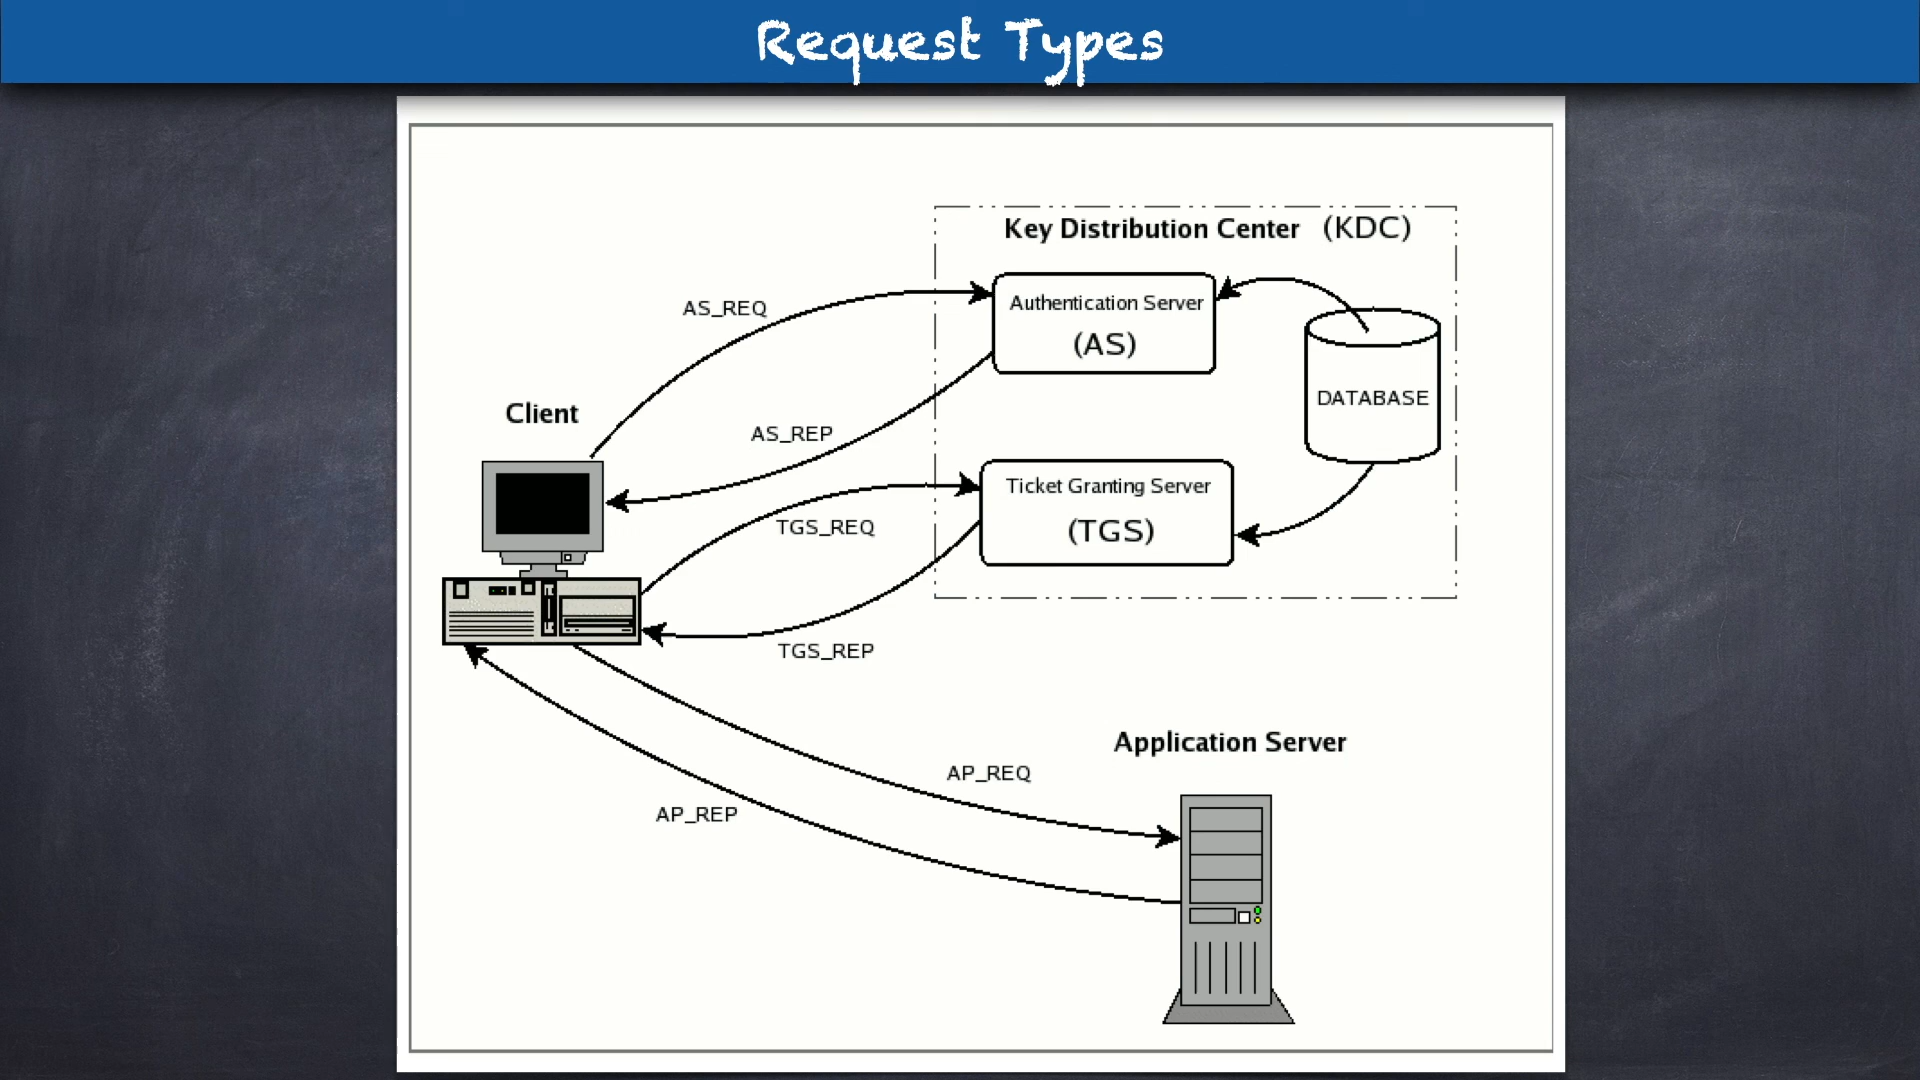 Request Types
Key Distribution Center (KDC)
AS_REQ
Authentication Server
(AS)
DATABASE
Client
AS_REP
Ticket Granting Server
(TGS)
TGS_REQ
TGS_REP
Application Server
AP_REQ
AP_REP